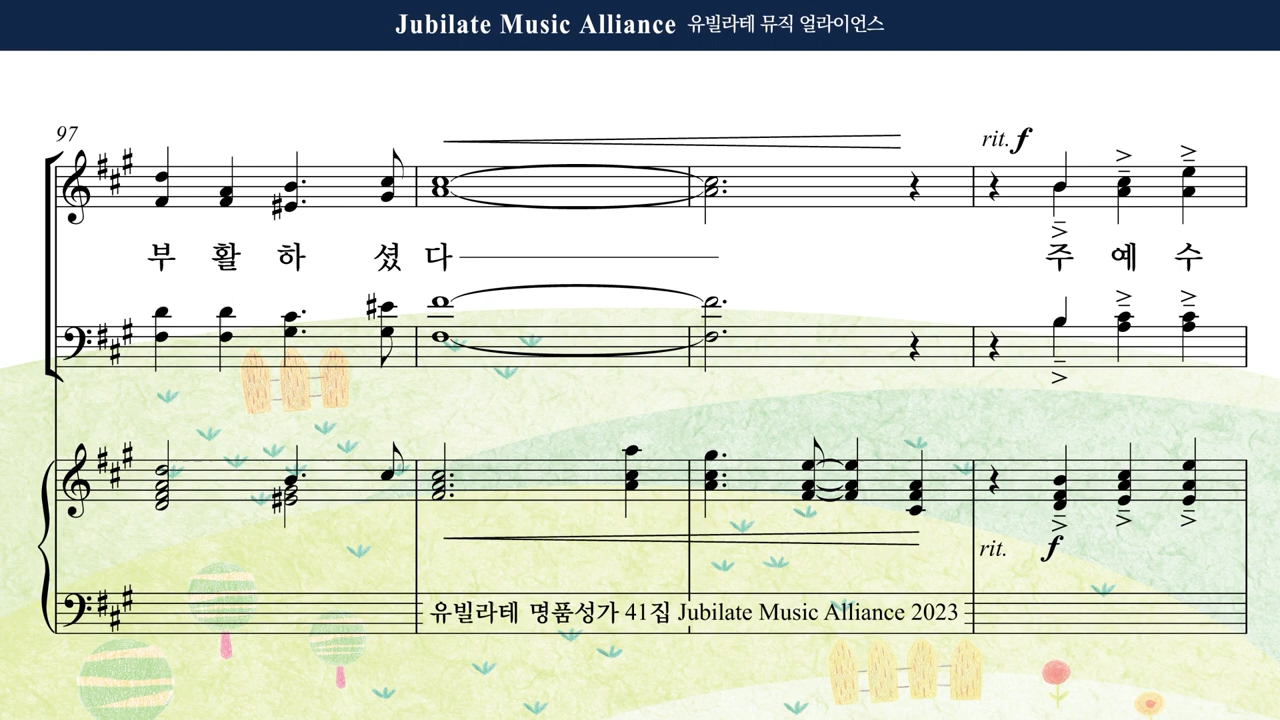 Jubilate Music Alliance 유빌라테 뮤직 얼라이언스
97
rit. f
부 활 하 셨 다 주 예 수
rit. f
유빌라테 명품성가 41집 Jubilate Music Alliance 2023